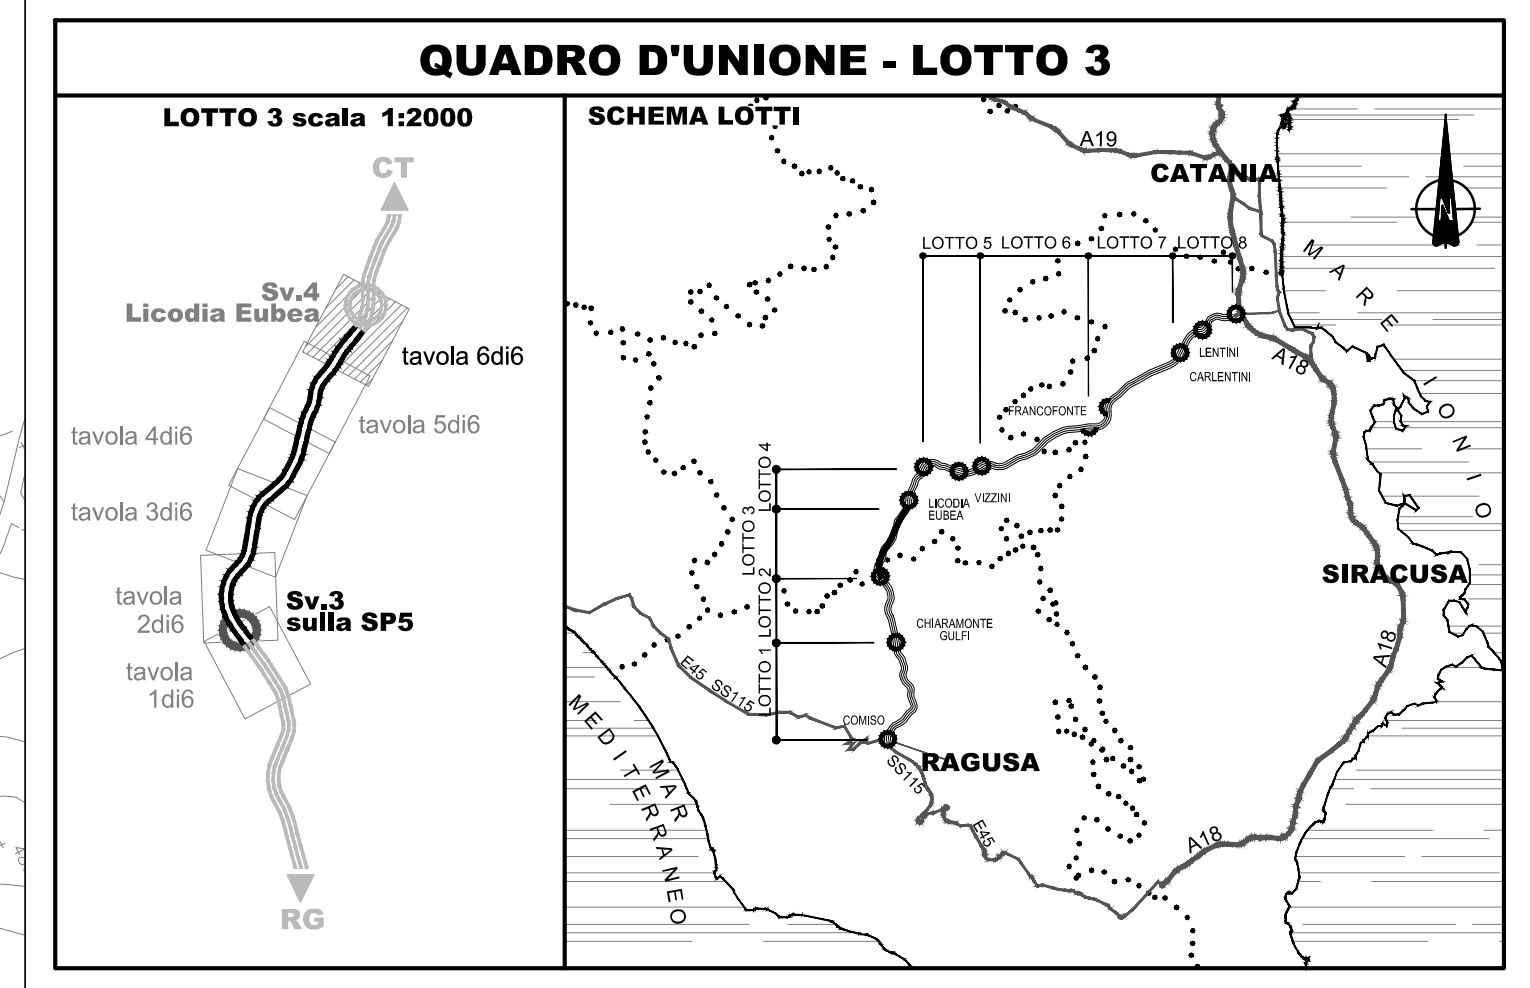 QUADRO D'UNIONE - LOTTO 3
LOTTO 3 scala 1:2000
CT
Sv.4
Licodia Eubea
tavola 6di6
tavola 5di6
tavola 4di6
tavola 3di6
tavola
2di6
Sv.3
sulla SP5
tavola
1di6
RG
SCHEMA LOTTI
A19
CATANIA
N
LOTTO 5
LOTTO 6
LOTTO 7
LOTTO 8
MARE
IONIO
LENTINI
CARLENTINI
A18
FRANCOFONTE
LOTTO 4
LOTTO 3
LOTTO 2
LOTTO 1
LICODIA
EUBEA
VIZZINI
SIRACUSA
CHIARAMONTE
GULFI
A18
E45 SS115
COMISO
RAGUSA
SS115
E45
A18
MAR
MEDITERRANEO